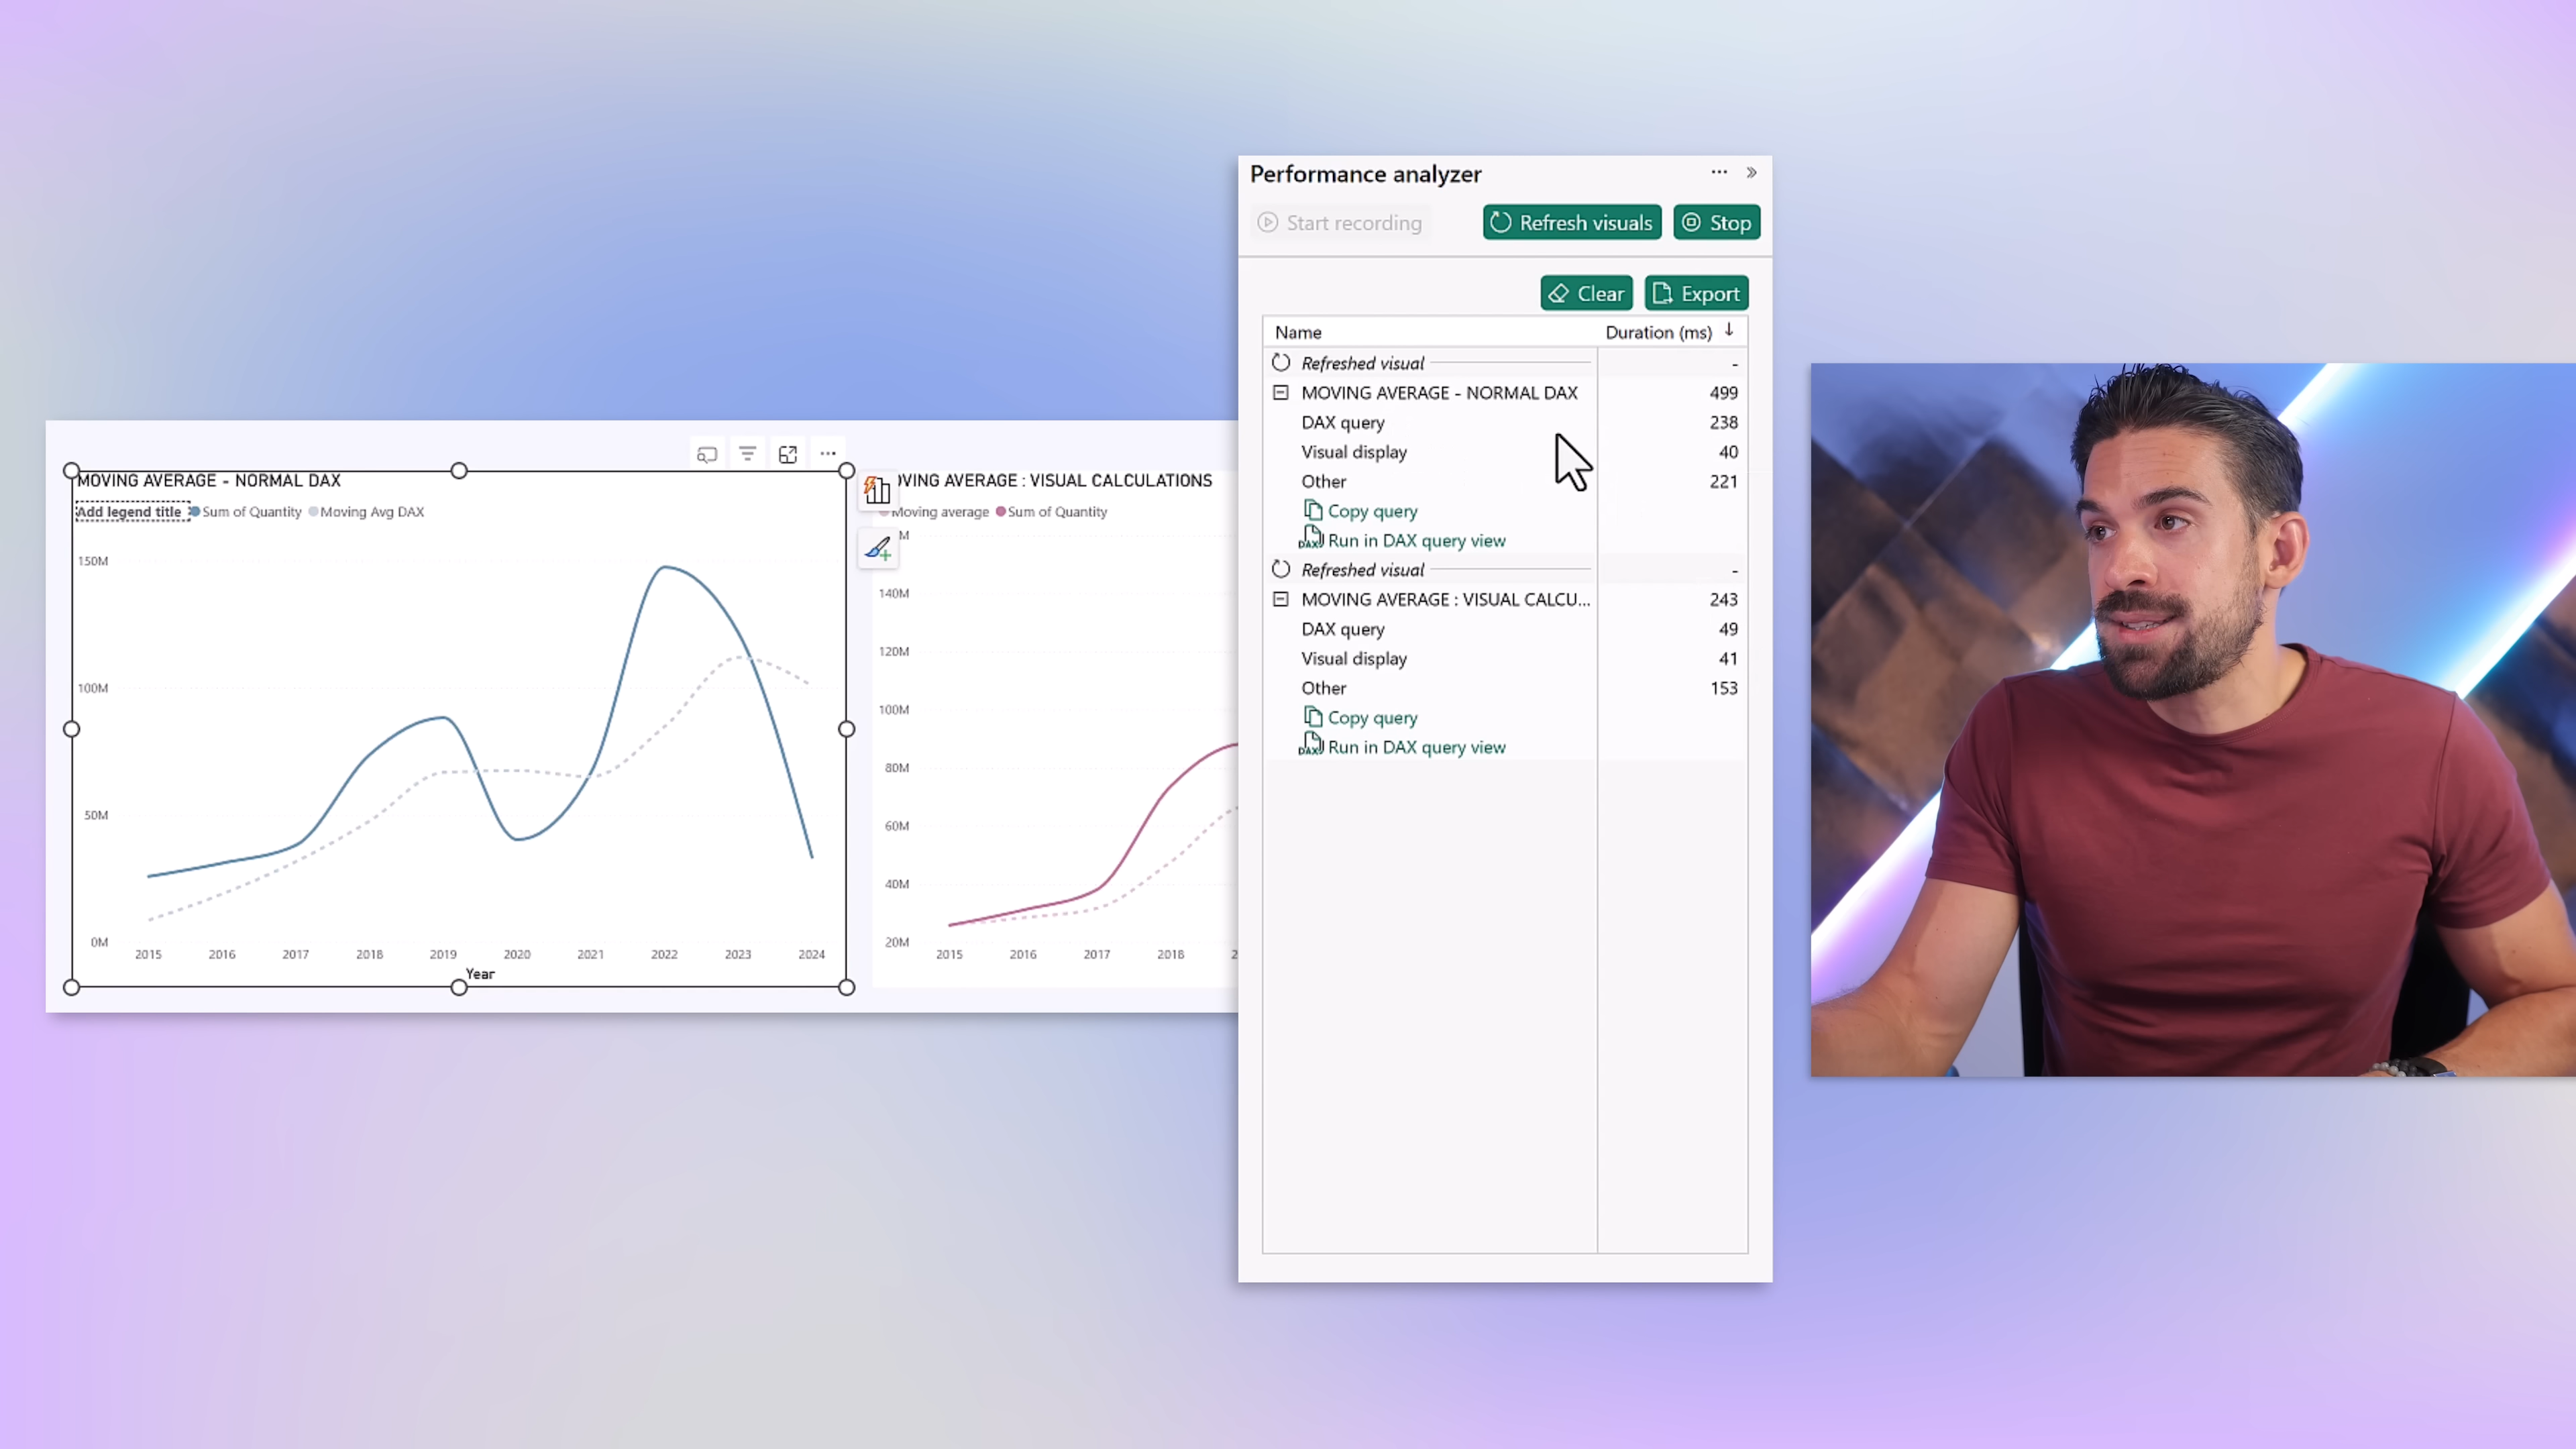 MOVING AVERAGE - NORMAL DAX
Add legend title Sum of Quantity Moving Avg DAX
150M
100M
50M
0M
2015 2016 2017 2018 2019 2020 2021 2022 2023 2024
Year
VING AVERAGE : VISUAL CALCULATIONS
Moving average Sum of Quantity
M
140M
120M
100M
80M
60M
40M
20M
2015 2016 2017 2018 2
Performance analyzer
Start recording Refresh visuals Stop
Clear Export
Name Duration (ms)
Refreshed visual -
MOVING AVERAGE - NORMAL DAX 499
DAX query 238
Visual display 40
Other 221
Copy query
DAX Run in DAX query view
Refreshed visual -
MOVING AVERAGE : VISUAL CALCU... 243
DAX query 49
Visual display 41
Other 153
Copy query
DAX Run in DAX query view